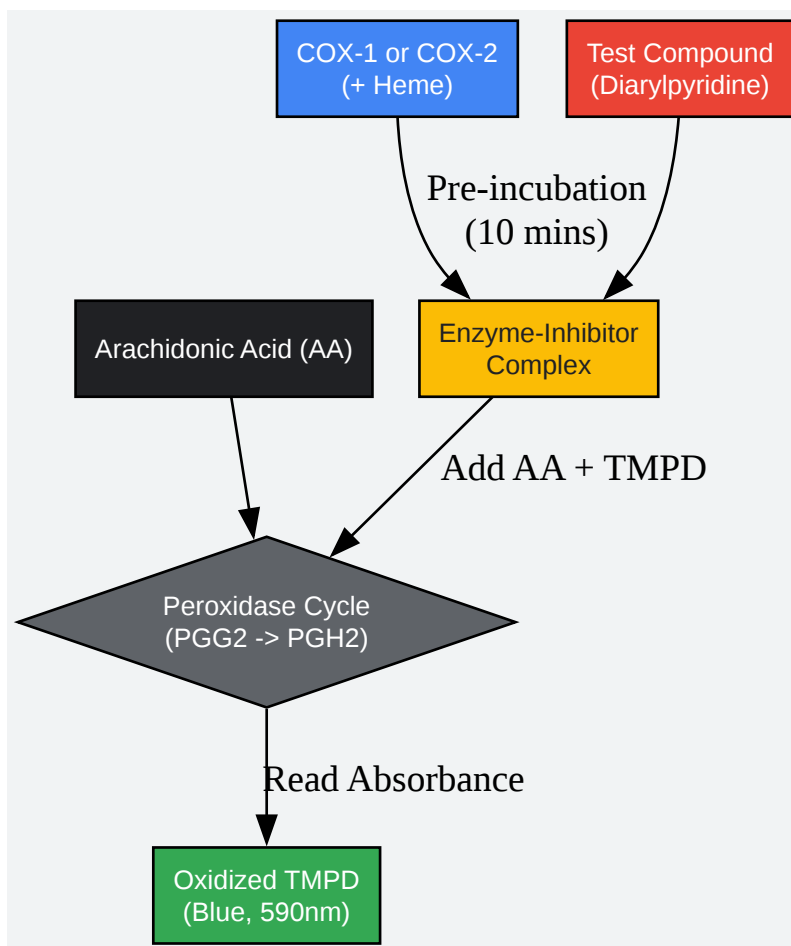 COX-1 or COX-2
(+ Heme)
Test Compound
(Diarylpyridine)
Pre-incubation
(10 mins)
Arachidonic Acid (AA)
Enzyme-Inhibitor
Complex
Add AA + TMPD
Peroxidase Cycle
(PGG2 -> PGH2)
Read Absorbance
Oxidized TMPD
(Blue, 590nm)